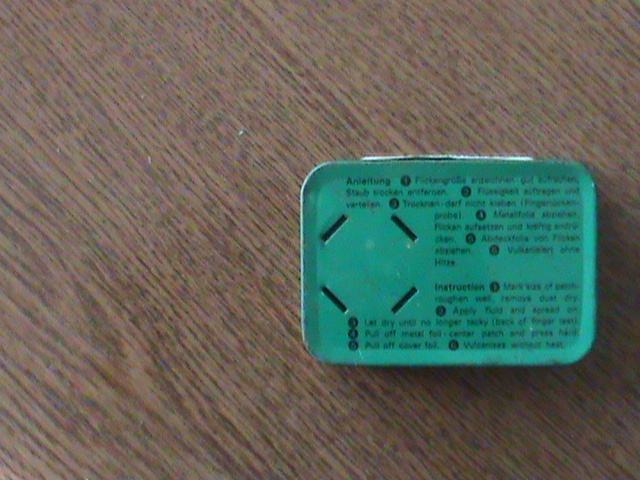 Anleitung ❶ Flickengröße anzeichnen gut aufrauhen,
Staub trocken entfernen. ❷ Flüssigkeit auftragen und
verteilen. ❸ Trocknen-darf nicht kleben (Fingerrücken-
probe). ❹ Metallfolie abziehen,
Flicken aufsetzen und kräftig andrü-
cken. ❺ Abdeckfolie von Flicken
abziehen. ❻ Vulkanisiert ohne
Hitze.
Instruction ❶ Mark size of patch-
roughen well, remove dust dry.
❷ Apply fluid and spread on.
❸ Let dry until no longer tacky (back of finger test).
❹ Pull off metal foil-center patch and press hard.
❺ Pull off cover foil. ❻ Vulcanizes without heat.